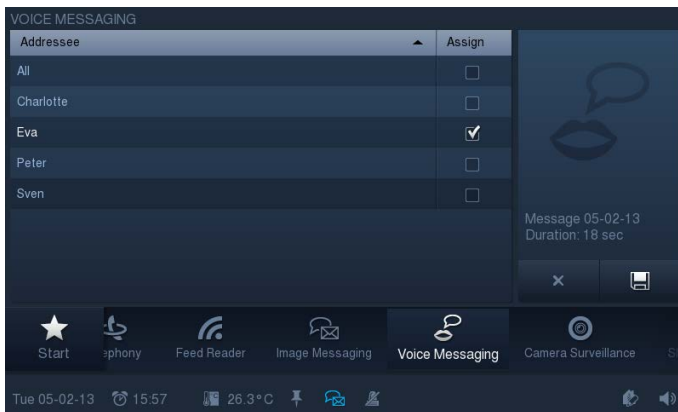 VOICE MESSAGING
Addressee Assign
All
Charlotte
Eva
Peter
Sven
Message 05-02-13
Duration: 18 sec
Start ephony Feed Reader Image Messaging Voice Messaging Camera Surveillance S
Tue 05-02-13 15:57 26.3°C